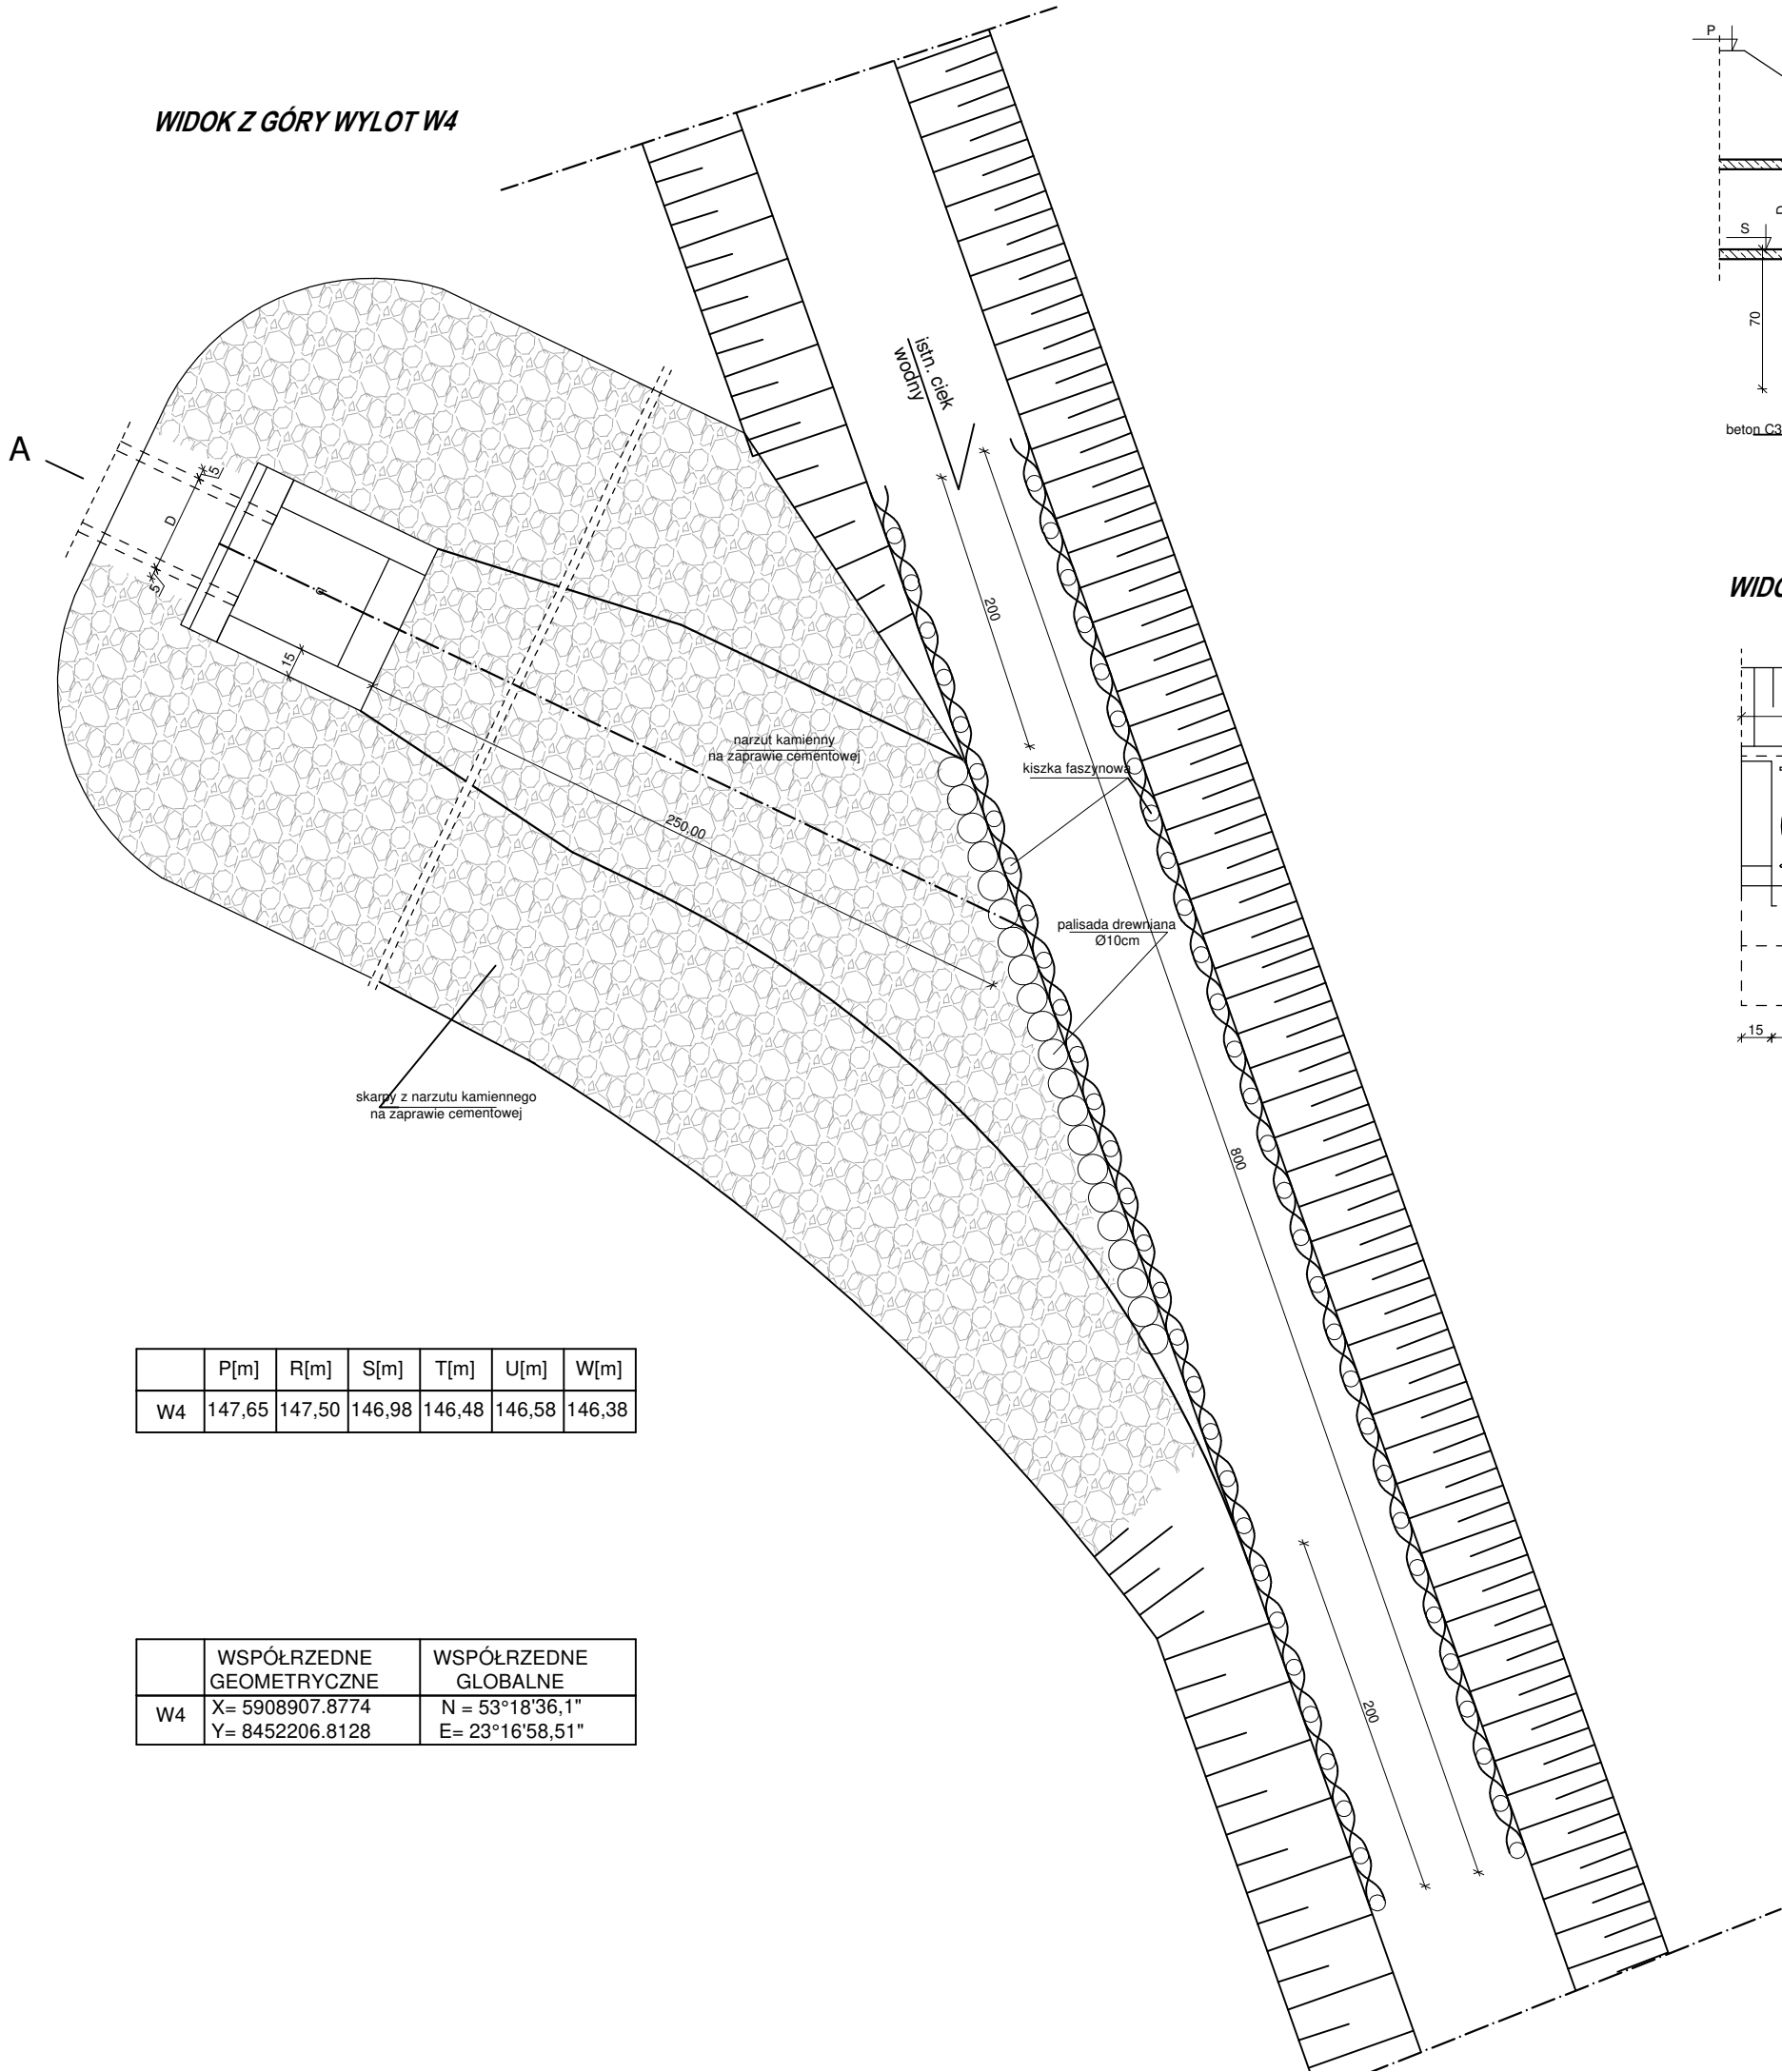 WIDOK Z GÓRY WYLOT W4
P
S
70
beton C3
A
istn. ciek
wodny
5
D
5
15
200
WIDO
narzut kamienny
na zaprawie cementowej
kiszka faszynowa
250,00
palisada drewniana
Ø10cm
15
skarpy z narzutu kamiennego
na zaprawie cementowej
800
P[m] R[m] S[m] T[m] U[m] W[m]
W4 147,65 147,50 146,98 146,48 146,58 146,38
200
WSPÓŁRZEDNE WSPÓŁRZEDNE
GEOMETRYCZNE GLOBALNE
W4 X= 5908907.8774 N = 53°18'36,1"
Y= 8452206.8128 E= 23°16'58,51"